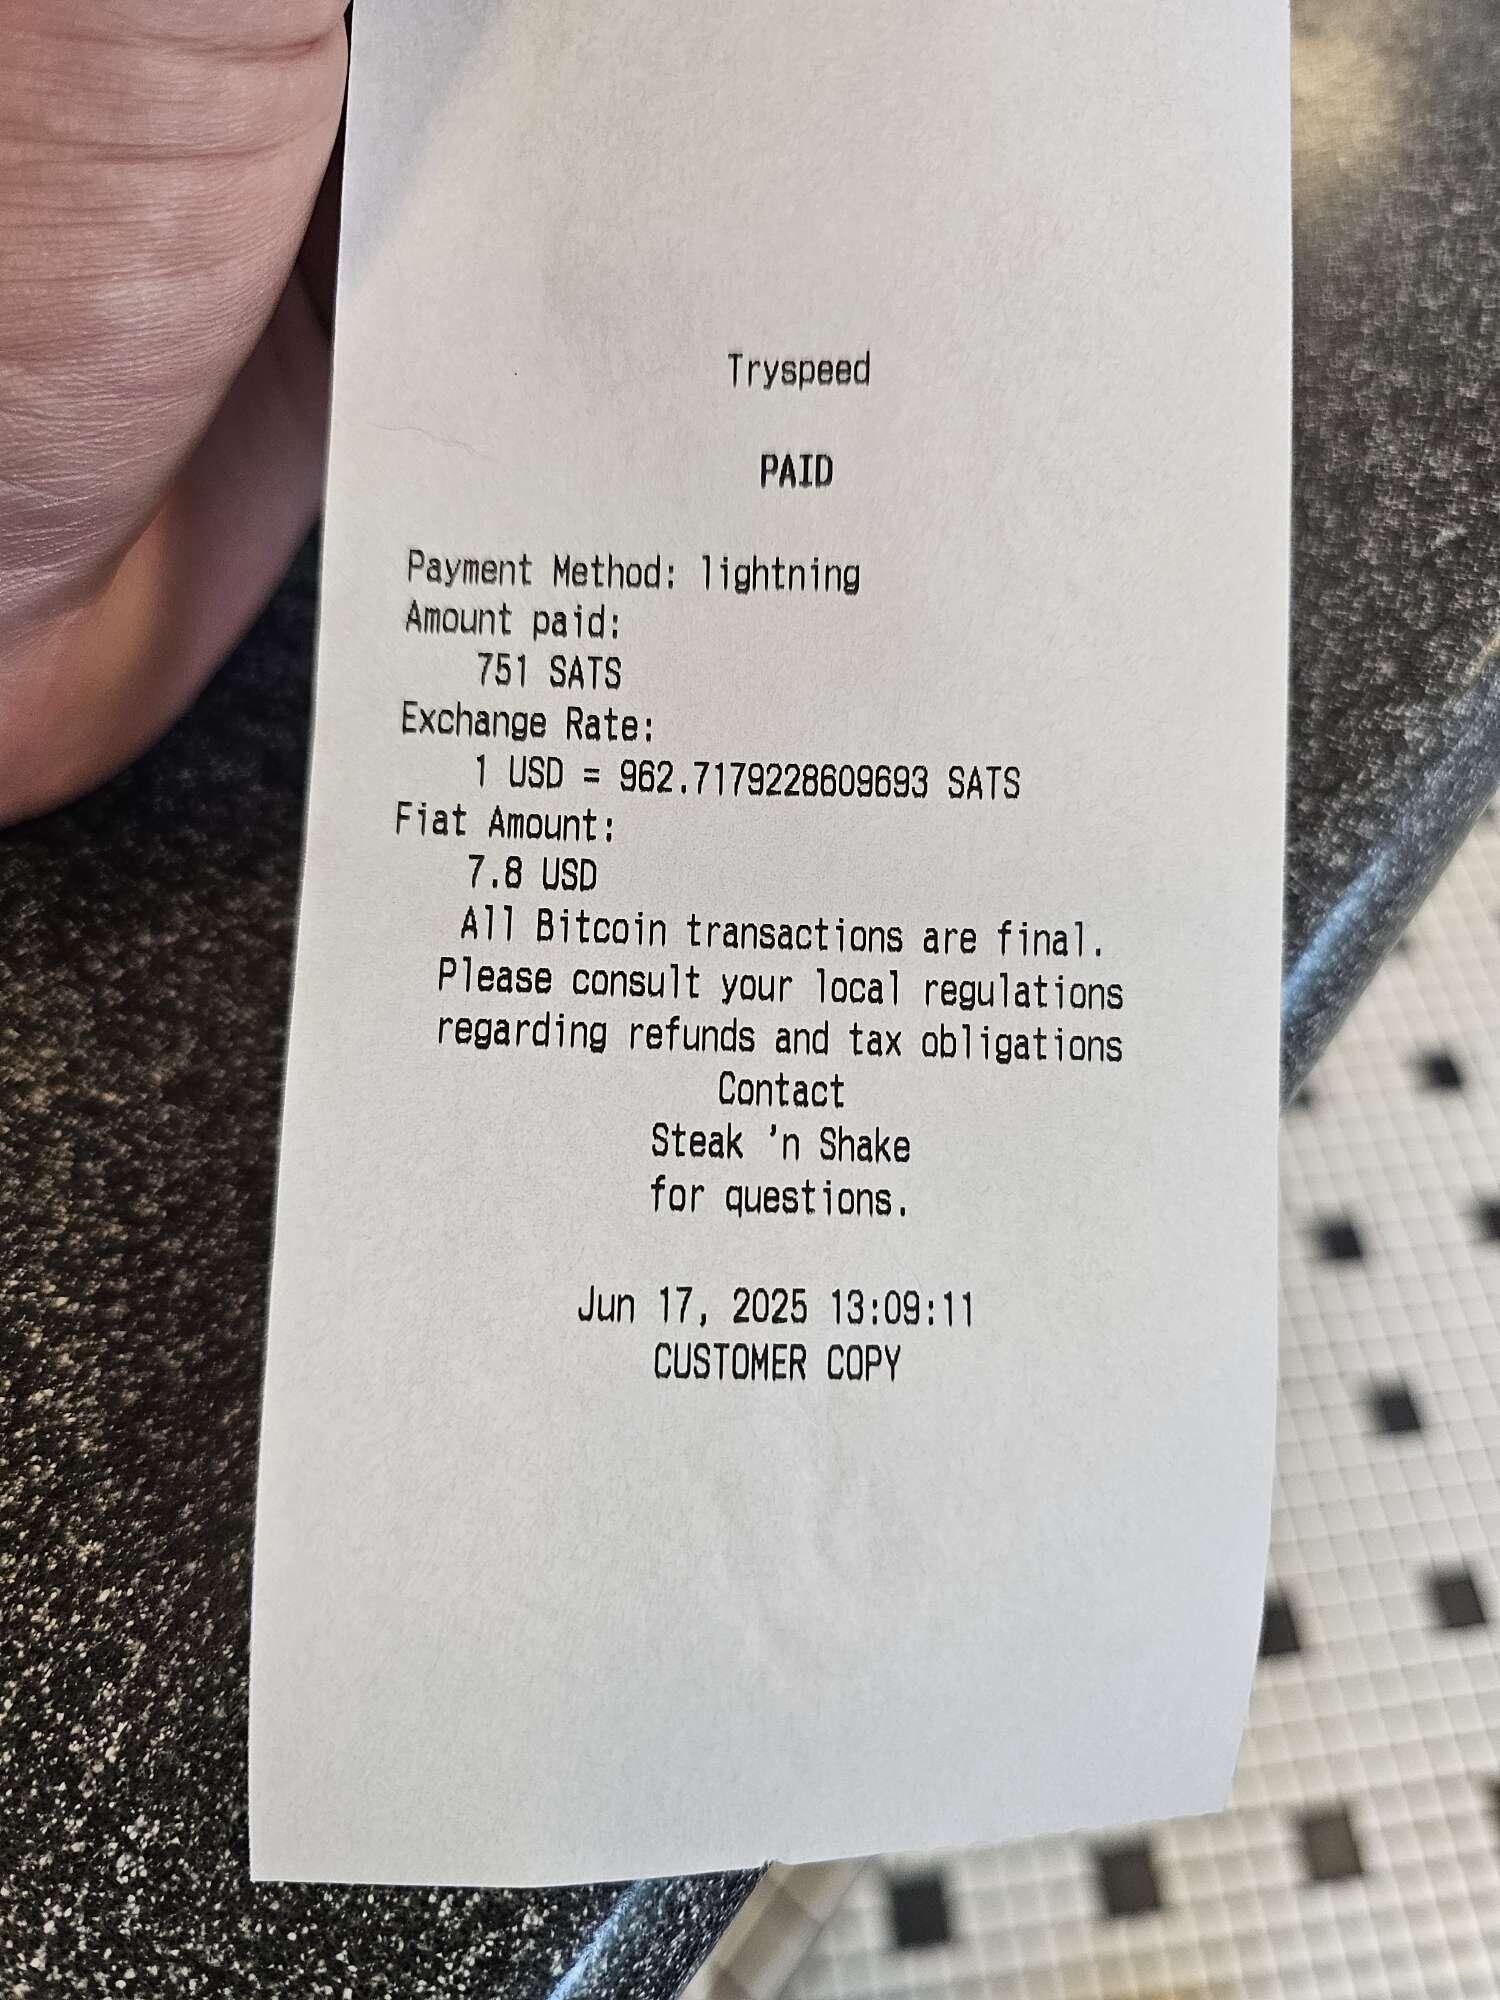 Tryspeed
PAID
Payment Method: lightning
Amount paid:
751 SATS
Exchange Rate:
1 USD = 962.7179228609693 SATS
Fiat Amount:
7.8 USD
All Bitcoin transactions are final.
Please consult your local regulations
regarding refunds and tax obligations
Contact
Steak 'n Shake
for questions.
Jun 17, 2025 13:09:11
CUSTOMER COPY